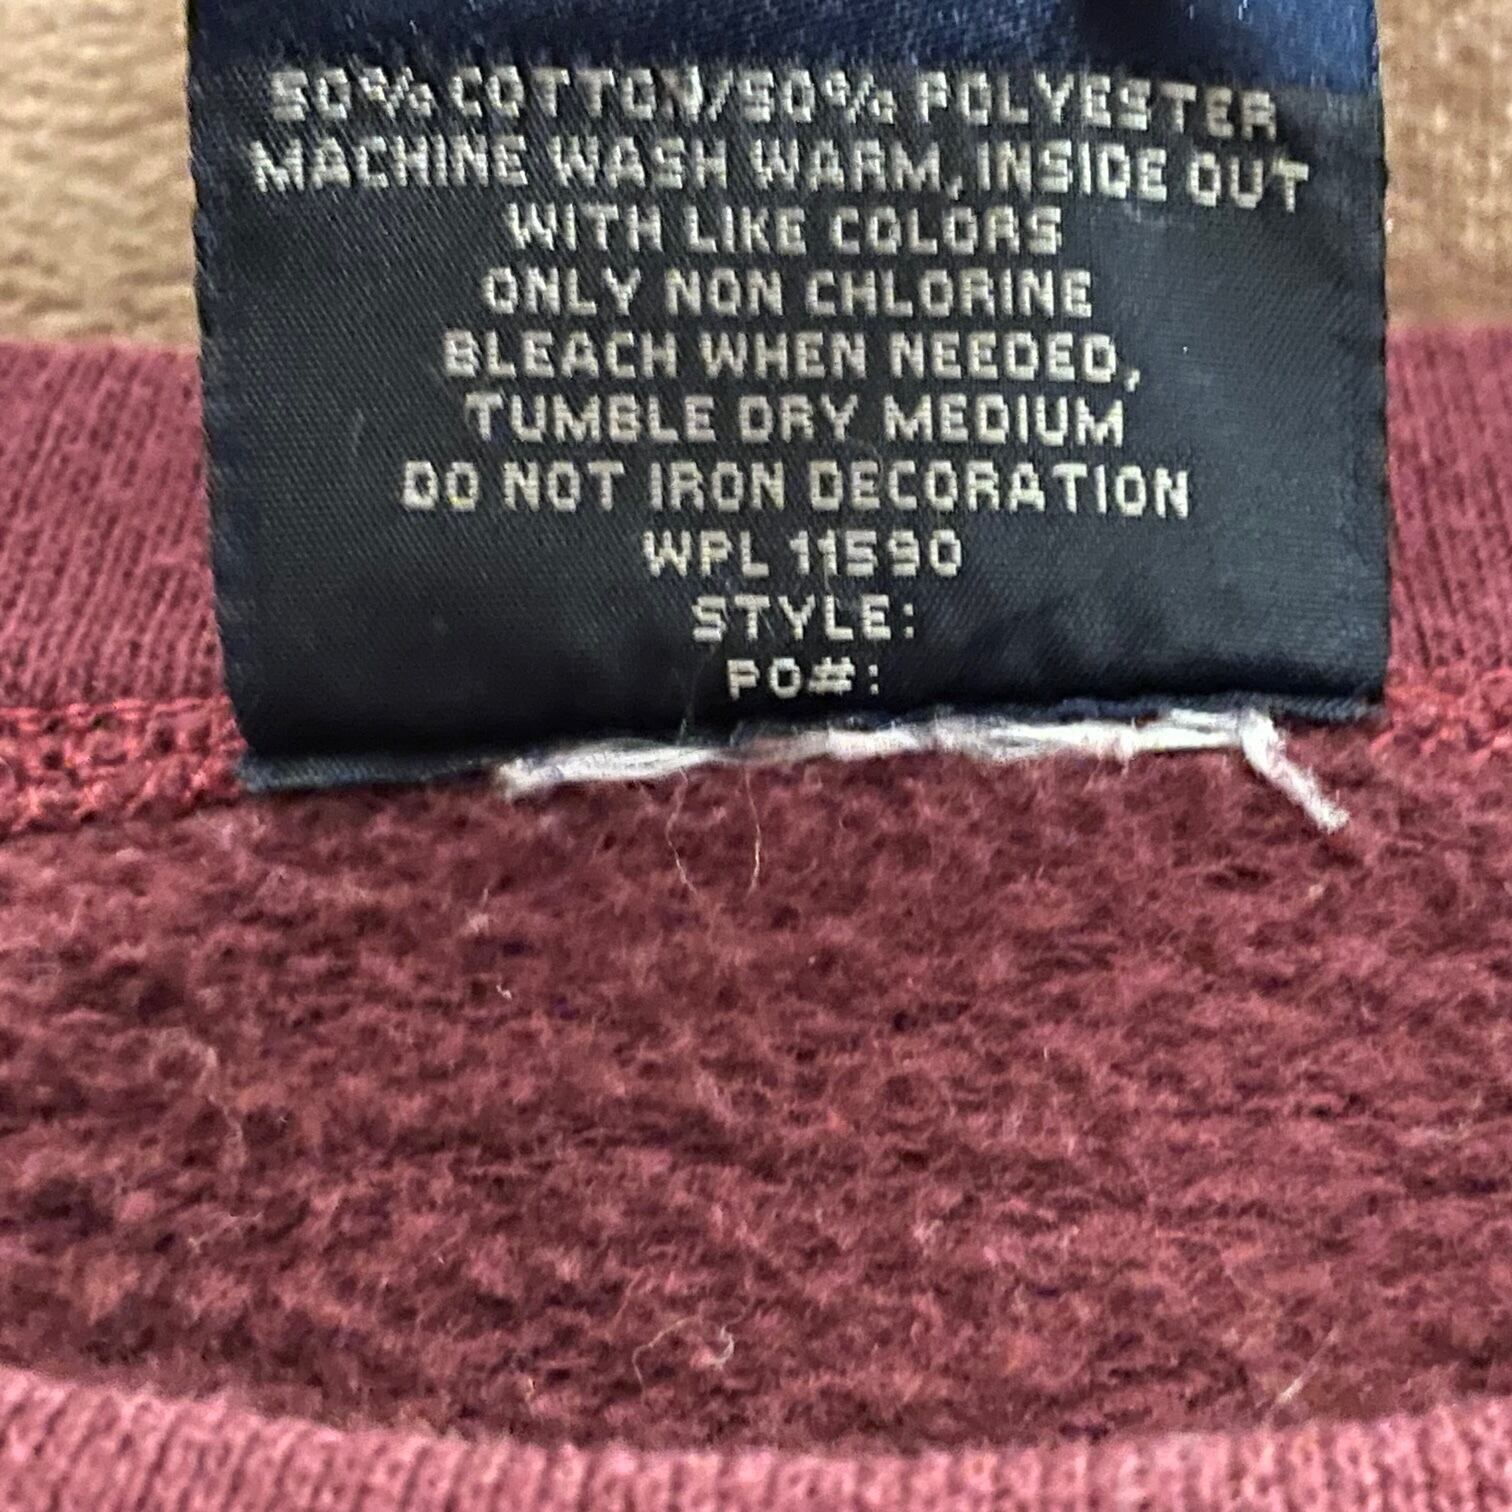 50% COTTON/50% POLYESTER
MACHINE WASH WARM, INSIDE OUT
WITH LIKE COLORS
ONLY NON CHLORINE
BLEACH WHEN NEEDED,
TUMBLE DRY MEDIUM
DO NOT IRON DECORATION
WPL 11590
STYLE:
PO#: